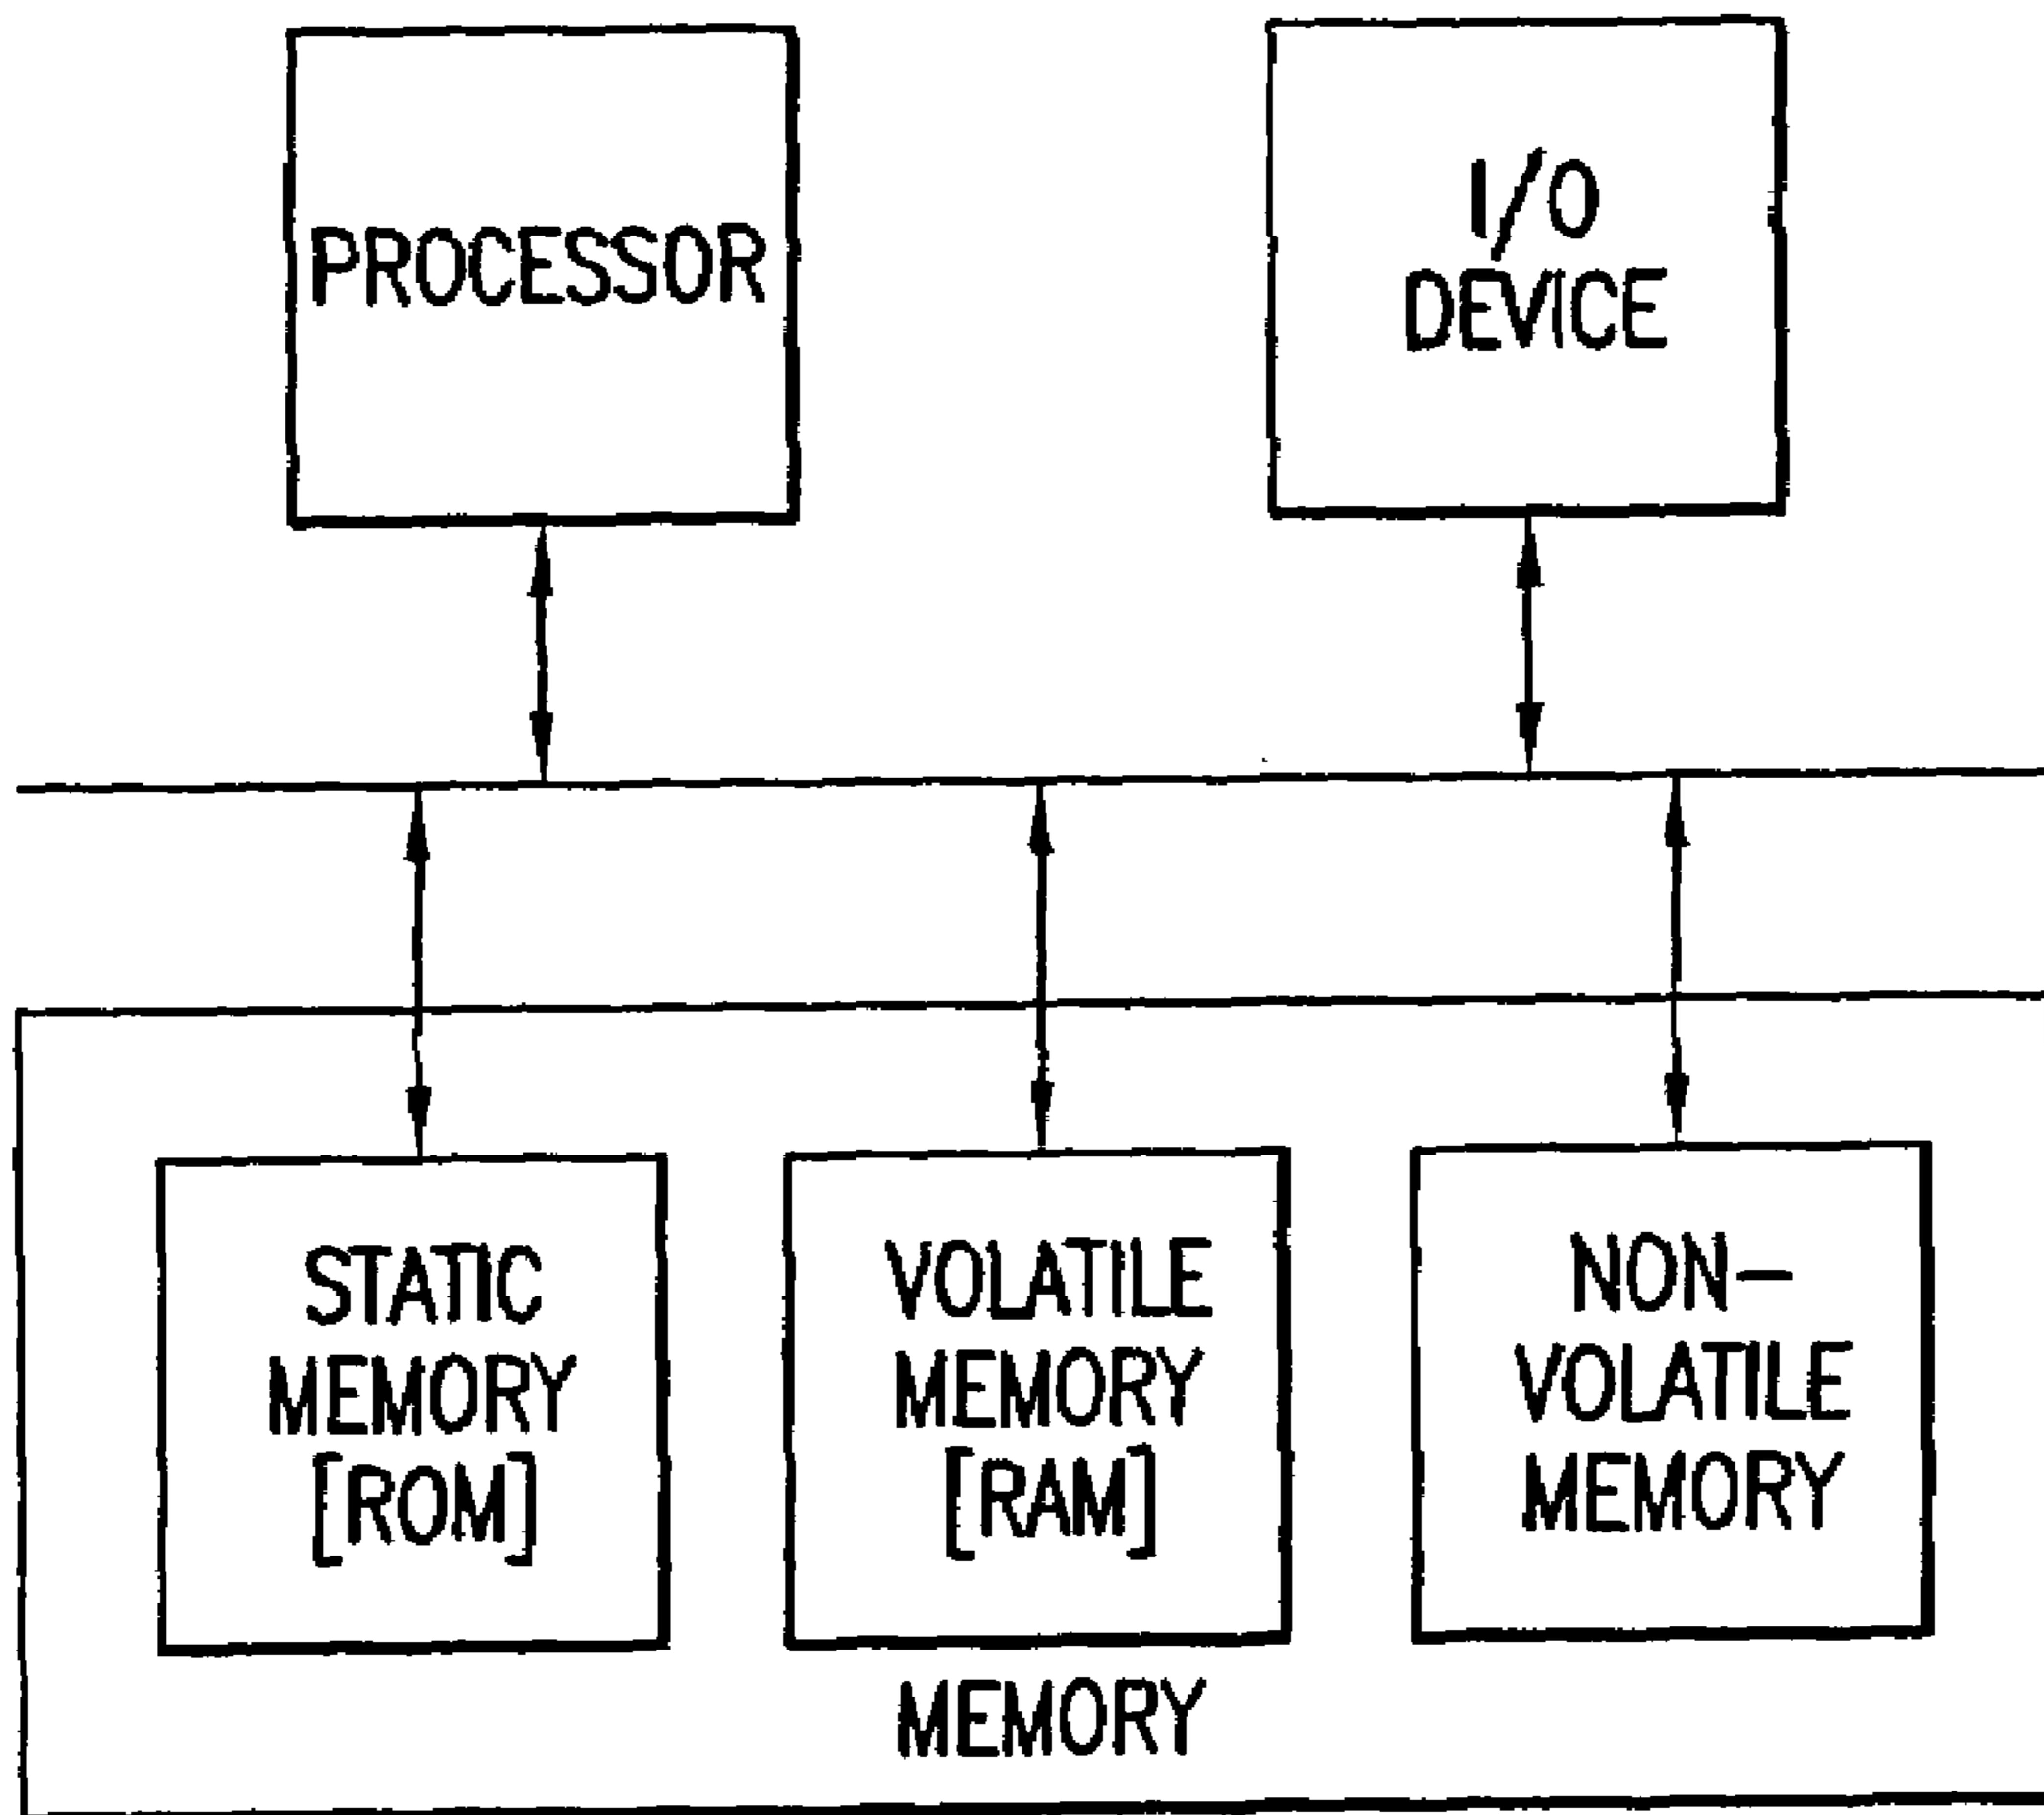 PROCESSOR
I/O
DEVICE
STATIC
MEMORY
[ROM]
VOLATILE
MEMORY
[RAM]
NON-
VOLATILE
MEMORY
MEMORY